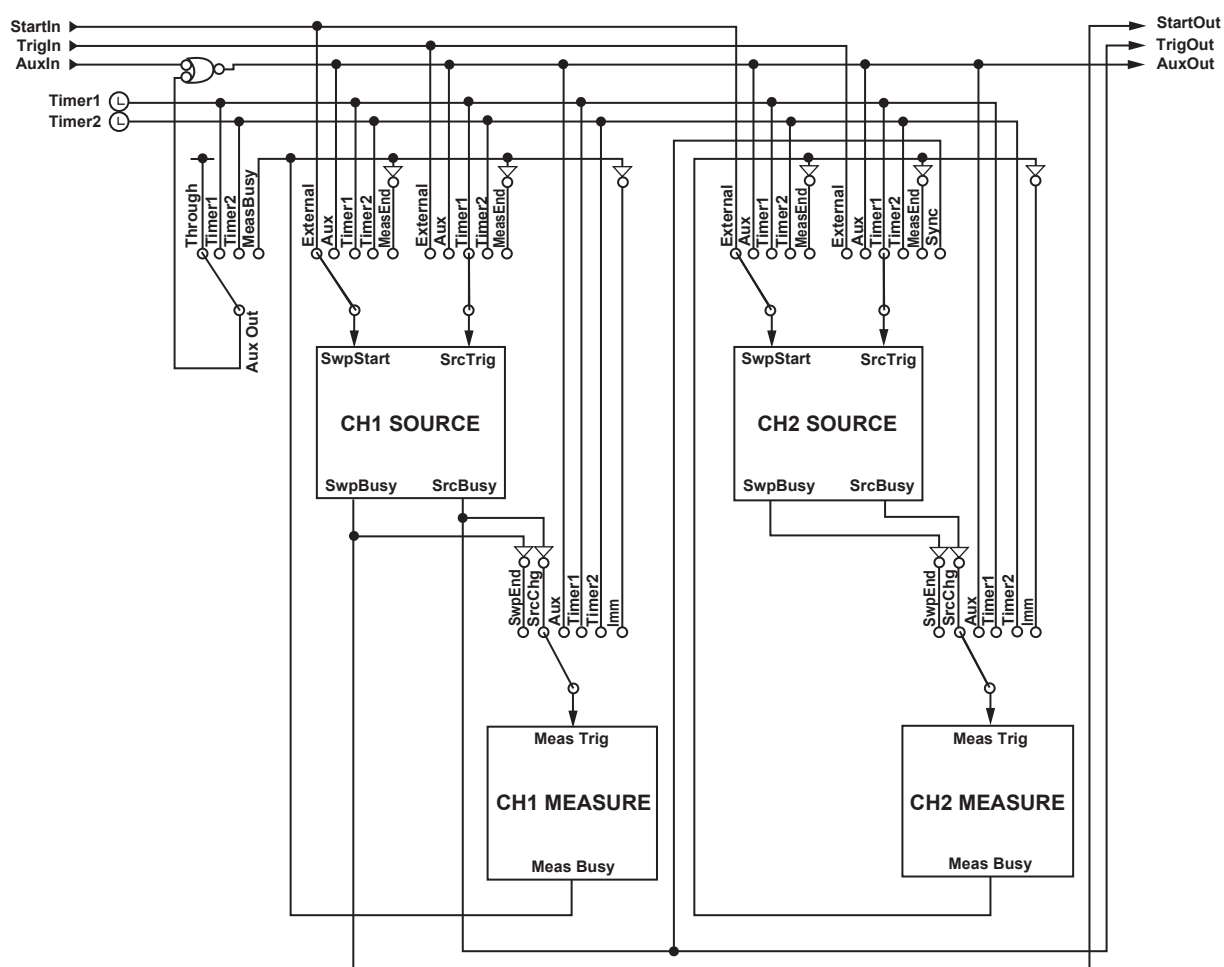 StartIn
TrigIn
AuxIn
StartOut
TrigOut
AuxOut
Timer1
Timer2
Through
Timer1
Timer2
MeasBusy
External
Aux
Timer1
Timer2
MeasEnd
External
Aux
Timer1
Timer2
MeasEnd
External
Aux
Timer1
Timer2
MeasEnd
External
Aux
Timer1
Timer2
MeasEnd
Sync
Aux Out
SwpStart
SrcTrig
CH1 SOURCE
SwpBusy
SrcBusy
SwpStart
SrcTrig
CH2 SOURCE
SwpBusy
SrcBusy
SwpEnd
SrcChg
Aux
Timer1
Timer2
Imm
SwpEnd
SrcChg
Aux
Timer1
Timer2
Imm
Meas Trig
CH1 MEASURE
Meas Busy
Meas Trig
CH2 MEASURE
Meas Busy